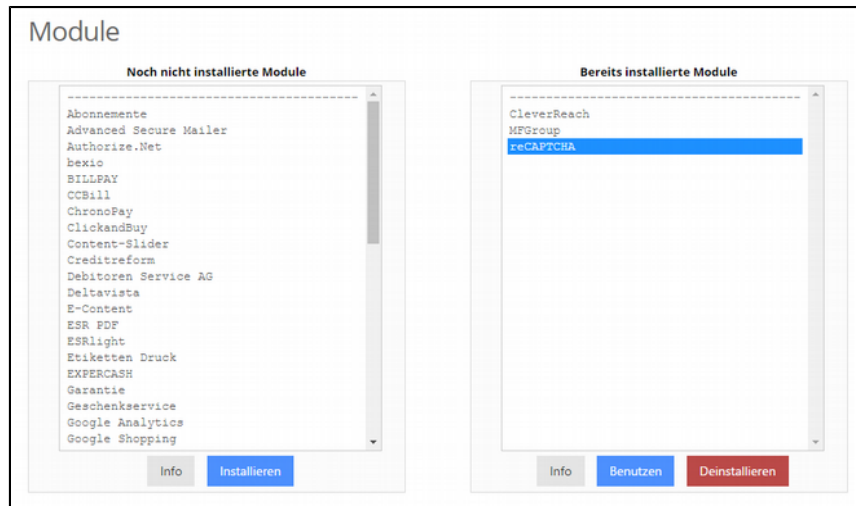 Module
Noch nicht installierte Module
----------------------------------------
Abonnemente
Advanced Secure Mailer
Authorize.Net
bexio
BILLPAY
CCBill
ChronoPay
ClickandBuy
Content-Slider
Creditreform
Debitoren Service AG
Deltavista
E-Content
ESR PDF
ESRlight
Etiketten Druck
EXPERCASH
Garantie
Geschenkservice
Google Analytics
Google Shopping
Info
Installieren
Bereits installierte Module
----------------------------------------
CleverReach
MFGroup
reCAPTCHA
Info
Benutzen
Deinstallieren